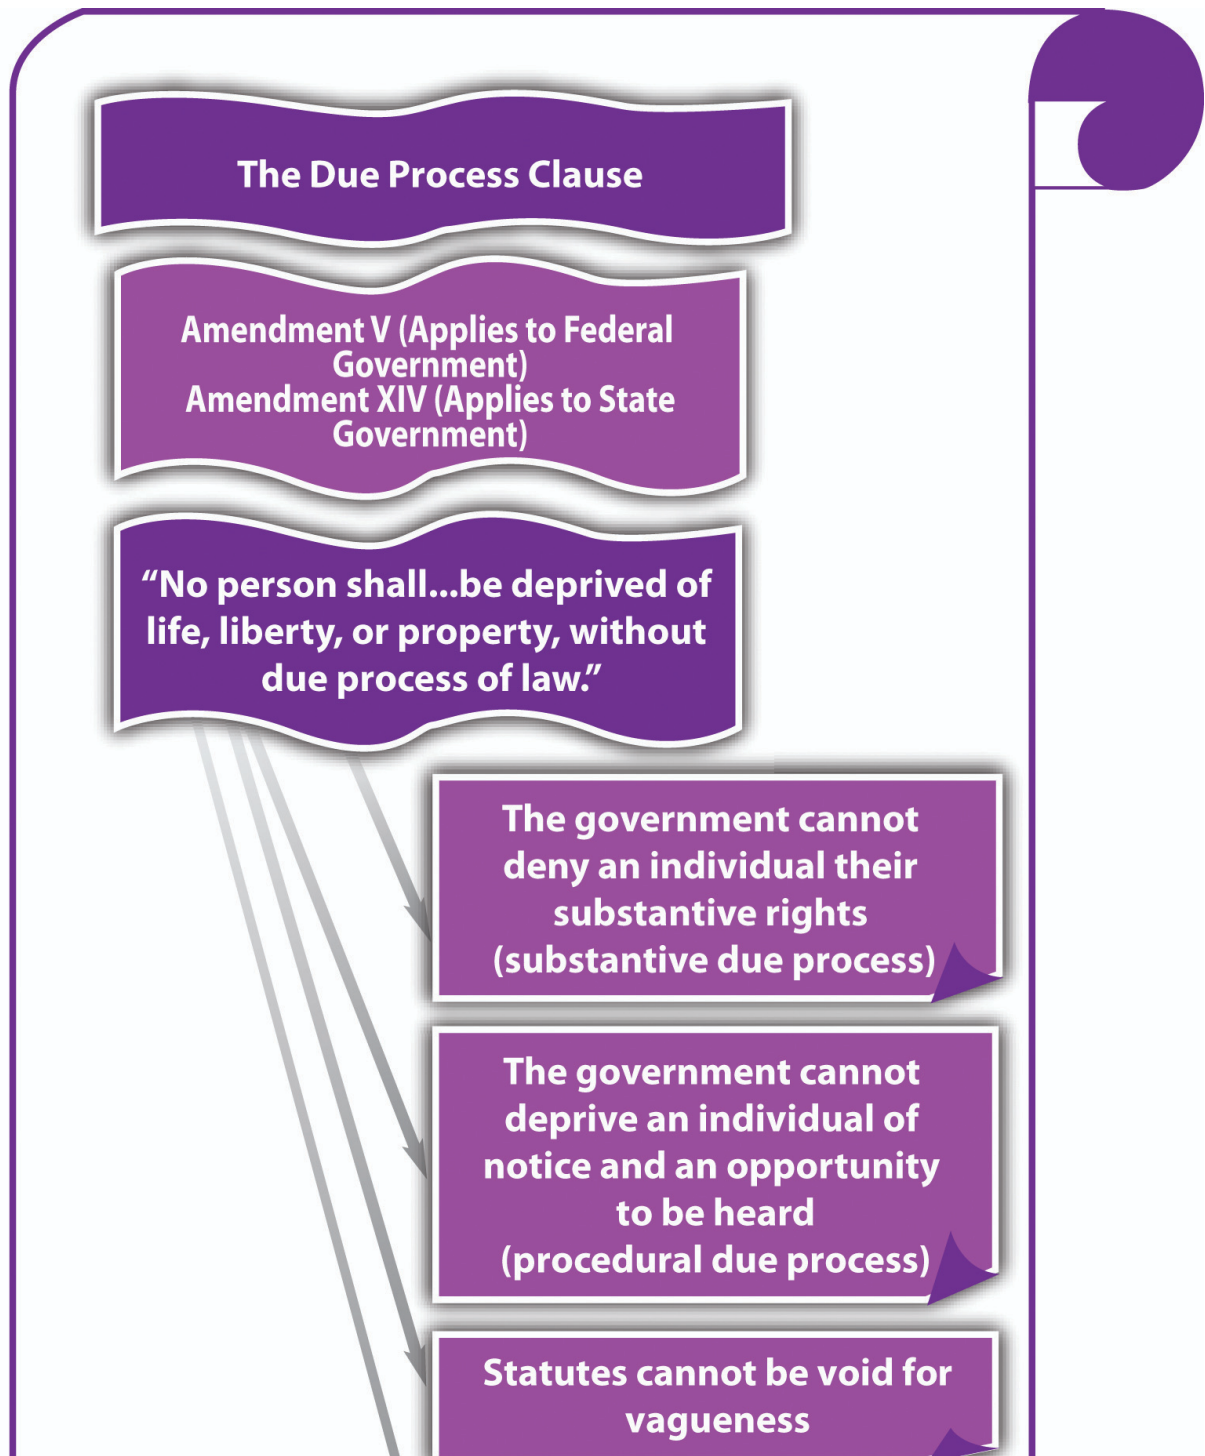 The Due Process Clause
Amendment V (Applies to Federal
Government)
Amendment XIV (Applies to State
Government)
“No person shall...be deprived of
life, liberty, or property, without
due process of law.”
The government cannot
deny an individual their
substantive rights
(substantive due process)
The government cannot
deprive an individual of
notice and an opportunity
to be heard
(procedural due process)
Statutes cannot be void for
vagueness